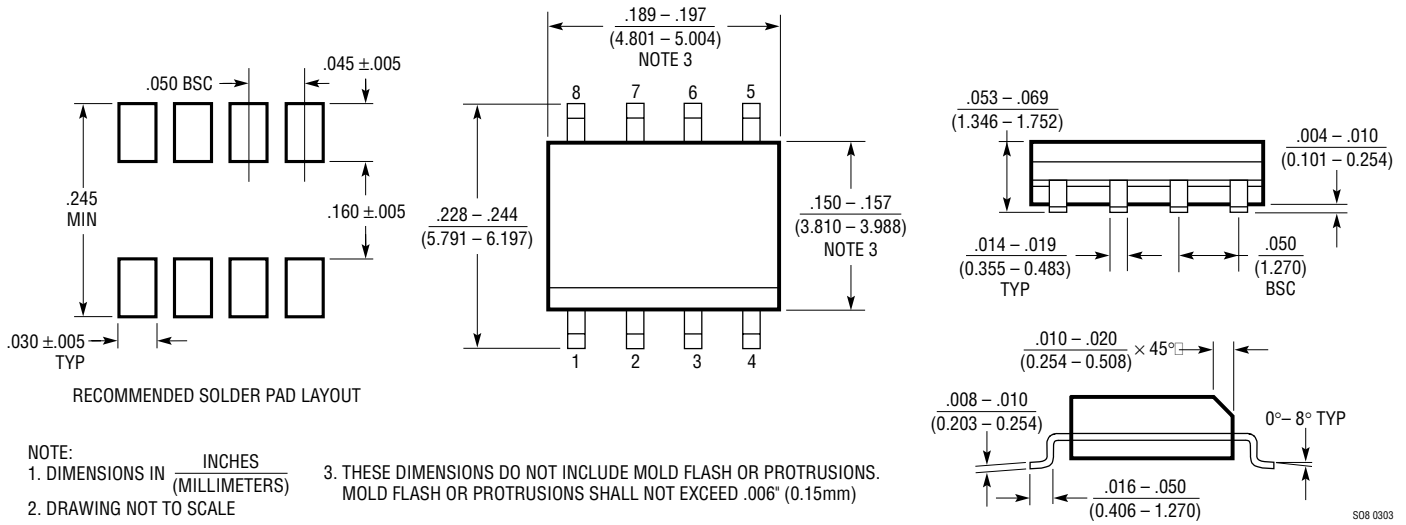 .050 BSC
.045 ±.005
.245
MIN
.160 ±.005
.030 ±.005
TYP
RECOMMENDED SOLDER PAD LAYOUT
.189 – .197
(4.801 – 5.004)
NOTE 3
8 7 6 5
.228 – .244
(5.791 – 6.197)
.150 – .157
(3.810 – 3.988)
NOTE 3
1 2 3 4
.053 – .069
(1.346 – 1.752)
.004 – .010
(0.101 – 0.254)
.014 – .019
(0.355 – 0.483)
TYP
.050
(1.270)
BSC
.010 – .020
(0.254 – 0.508)
× 45°
.008 – .010
(0.203 – 0.254)
0°– 8° TYP
.016 – .050
(0.406 – 1.270)
NOTE:
1. DIMENSIONS IN INCHES
(MILLIMETERS)
2. DRAWING NOT TO SCALE
3. THESE DIMENSIONS DO NOT INCLUDE MOLD FLASH OR PROTRUSIONS.
MOLD FLASH OR PROTRUSIONS SHALL NOT EXCEED .006" (0.15mm)
SO8 0303